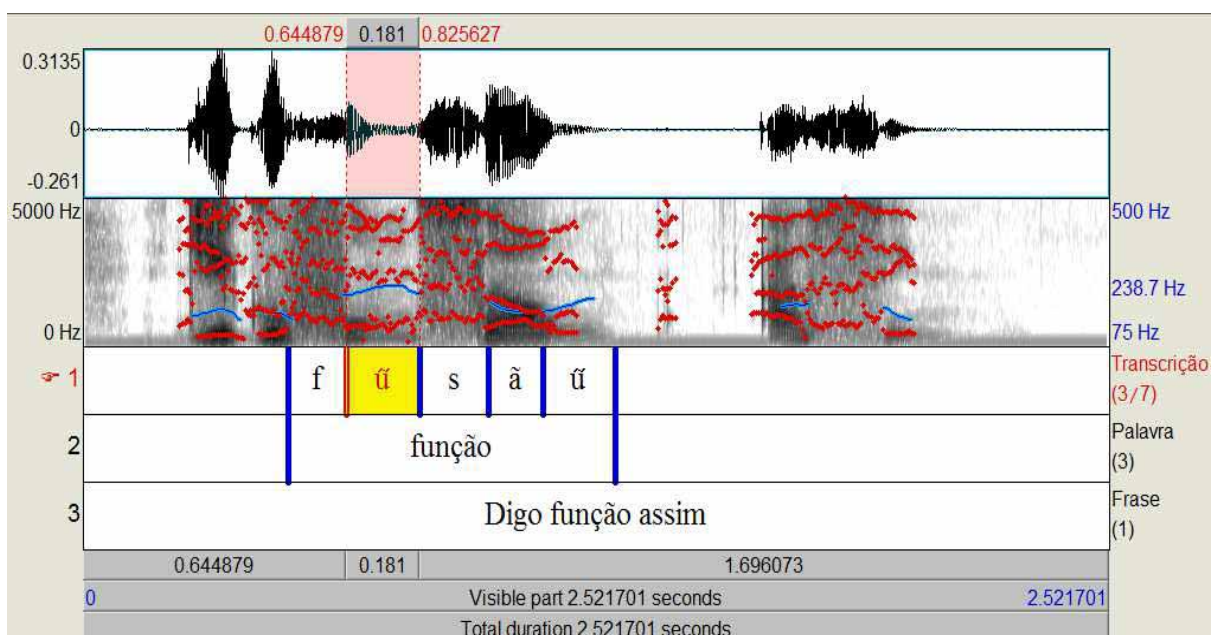 0.644879 0.181 0.825627
0.3135
0
-0.261
5000 Hz 500 Hz
238.7 Hz
0 Hz 75 Hz
1 f ű s ã ű Transcrição
(3/7)
2 função Palavra
(3)
3 Digo função assim Frase
(1)
0.644879 0.181 1.696073
0 Visible part 2.521701 seconds 2.521701
Total duration 2.521701 seconds